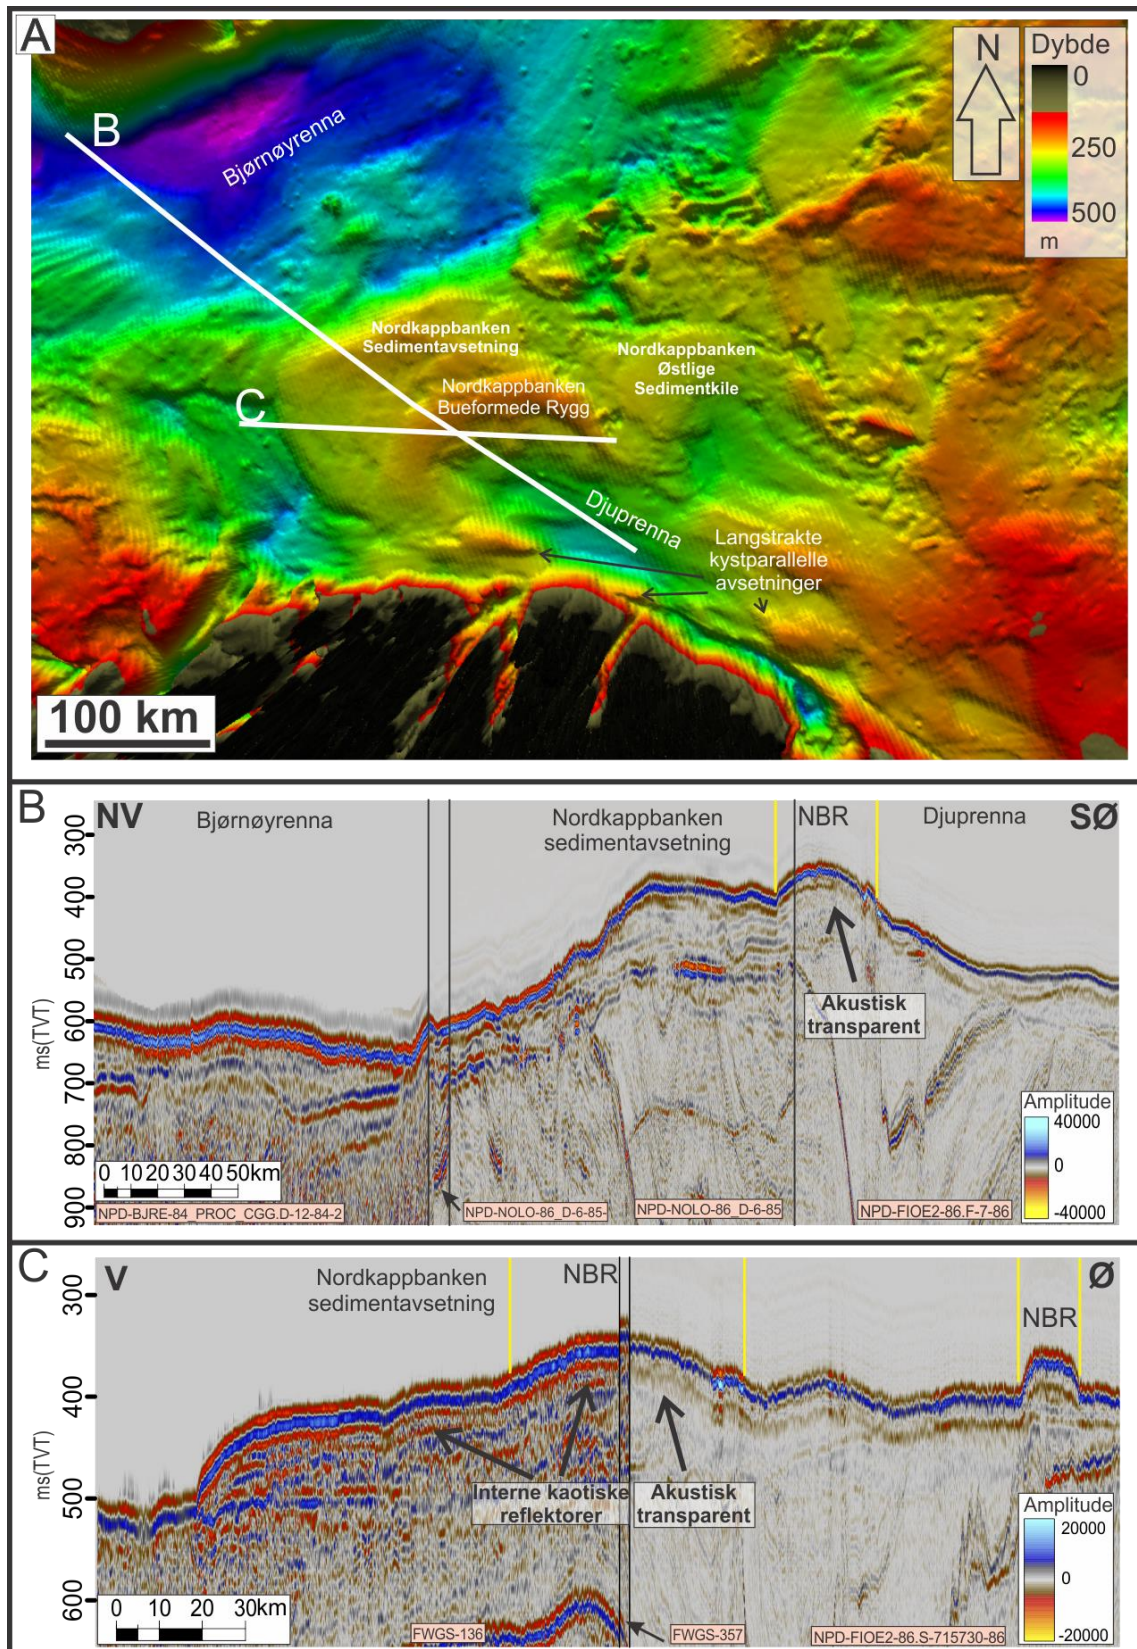 A
N
Dybde
0
250
500
m
B
Bjørnøyrenna
Nordkappbanken
Sedimentavsetning
Nordkappbanken
Østlige
Sedimentkile
Nordkappbanken
Bueformede Rygg
C
Djuprenna
Langstrakte
kystparallelle
avsetninger
100 km
B
NV
Bjørnøyrenna
Nordkappbanken
sedimentavsetning
NBR
Djuprenna
SØ
ms(TVT)
300
400
500
600
700
800
900
Akustisk
transparent
Amplitude
40000
0
-40000
0 10 20 30 40 50km
NPD-BJRE-84_PROC_CGG.D-12-84-2
NPD-NOLO-86_D-6-85-
NPD-NOLO-86_D-6-85
NPD-FIOE2-86.F-7-86
C
V
Nordkappbanken
sedimentavsetning
NBR
Ø
NBR
ms(TVT)
300
400
500
600
Interne kaotiske
reflektorer
Akustisk
transparent
Amplitude
20000
0
-20000
0 10 20 30km
FWGS-136
FWGS-357
NPD-FIOE2-86.S-715730-86